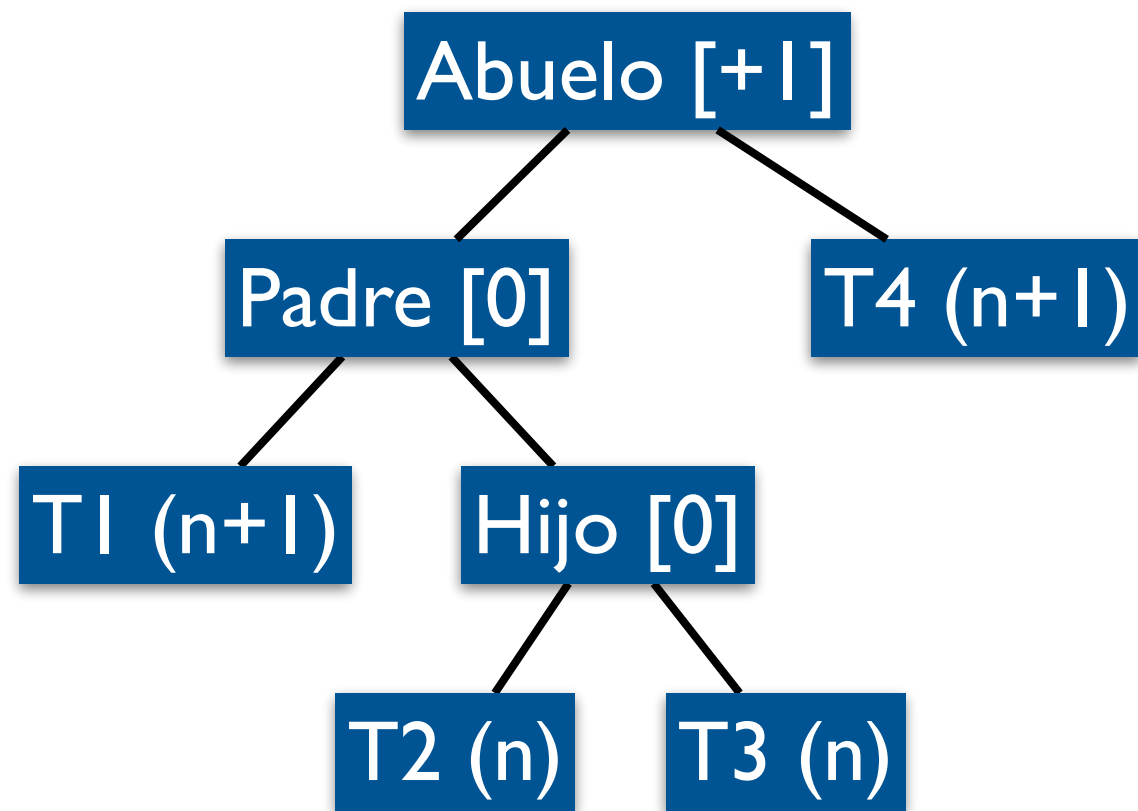 Abuelo [+1]
Padre [0]
T4 (n+1)
T1 (n+1)
Hijo [0]
T2 (n)
T3 (n)